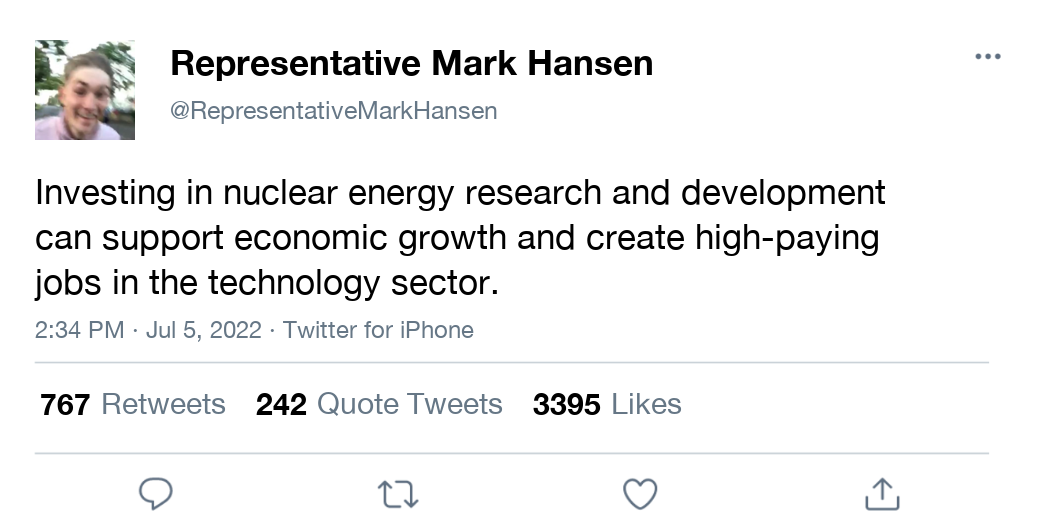 Representative Mark Hansen
@RepresentativeMarkHansen
Investing in nuclear energy research and development
can support economic growth and create high-paying
jobs in the technology sector.
2:34 PM · Jul 5, 2022 · Twitter for iPhone
767 Retweets 242 Quote Tweets 3395 Likes